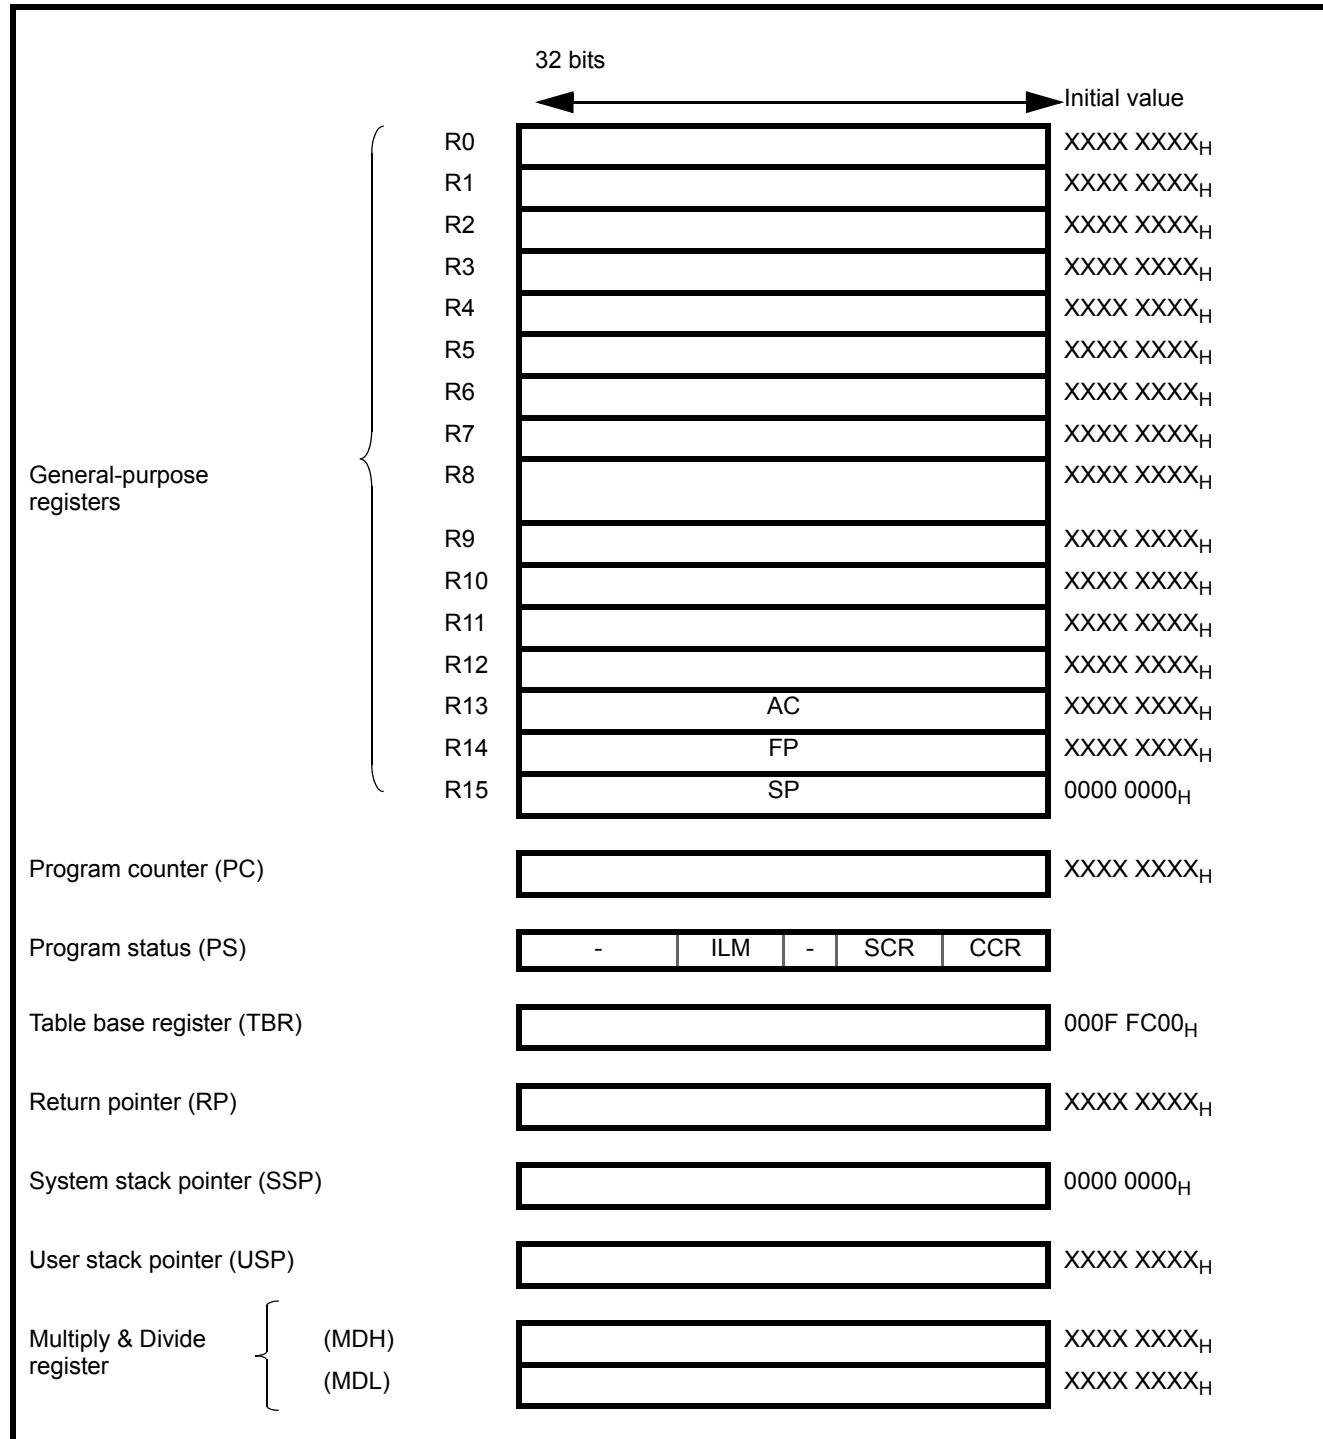 32 bits
Initial value
R0 XXXX XXXXH
R1 XXXX XXXXH
R2 XXXX XXXXH
R3 XXXX XXXXH
R4 XXXX XXXXH
R5 XXXX XXXXH
R6 XXXX XXXXH
R7 XXXX XXXXH
General-purpose
registers
R8 XXXX XXXXH
R9 XXXX XXXXH
R10 XXXX XXXXH
R11 XXXX XXXXH
R12 XXXX XXXXH
R13 AC XXXX XXXXH
R14 FP XXXX XXXXH
R15 SP 0000 0000H
Program counter (PC) XXXX XXXXH
Program status (PS) - ILM - SCR CCR
Table base register (TBR) 000F FC00H
Return pointer (RP) XXXX XXXXH
System stack pointer (SSP) 0000 0000H
User stack pointer (USP) XXXX XXXXH
Multiply & Divide
register
(MDH) XXXX XXXXH
(MDL) XXXX XXXXH